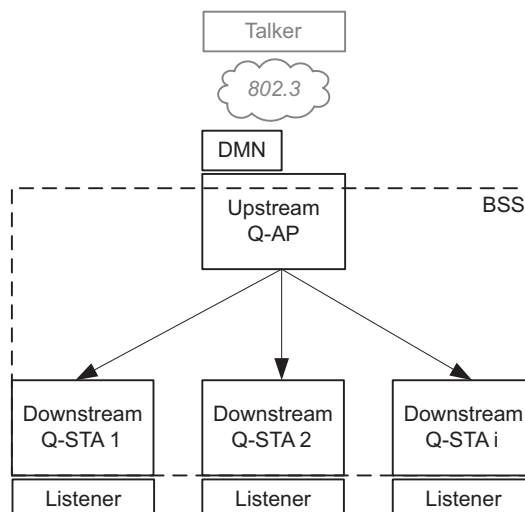 Talker
802.3
DMN
Upstream
Q-AP
BSS
Downstream
Q-STA 1
Downstream
Q-STA 2
Downstream
Q-STA i
Listener
Listener
Listener